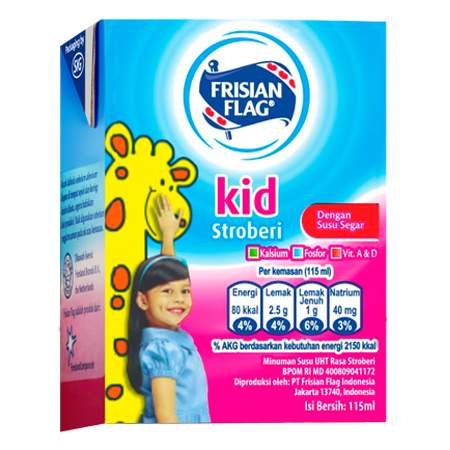 Packaging by
SIG
FRISIAN
FLAG®
kid
Stroberi
Dengan
Susu Segar
Kalsium Fosfor Vit. A & D
Per kemasan (115 ml)
Energi Lemak Lemak Jenuh Natrium
80 kkal 2.5 g 1 g 40 mg
4% 4% 6% 3%
% AKG berdasarkan kebutuhan energi 2150 kkal
Minuman Susu UHT Rasa Stroberi
BPOM RI MD 400809041172
Diproduksi oleh: PT Frisian Flag Indonesia
Jakarta 13740, Indonesia
Isi Bersih: 115ml